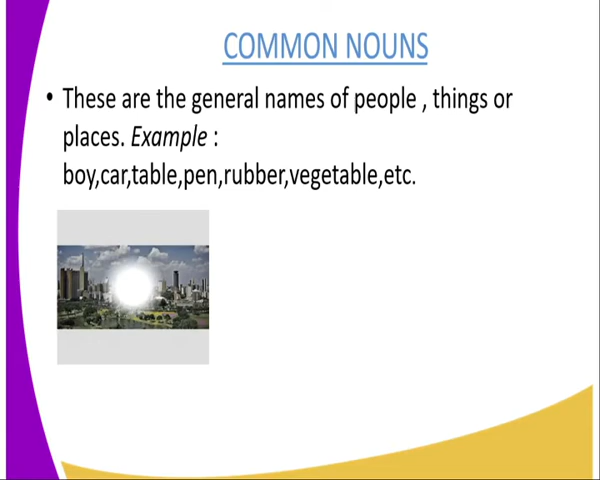 COMMON NOUNS
• These are the general names of people , things or
places. Example :
boy,car,table,pen,rubber,vegetable,etc.